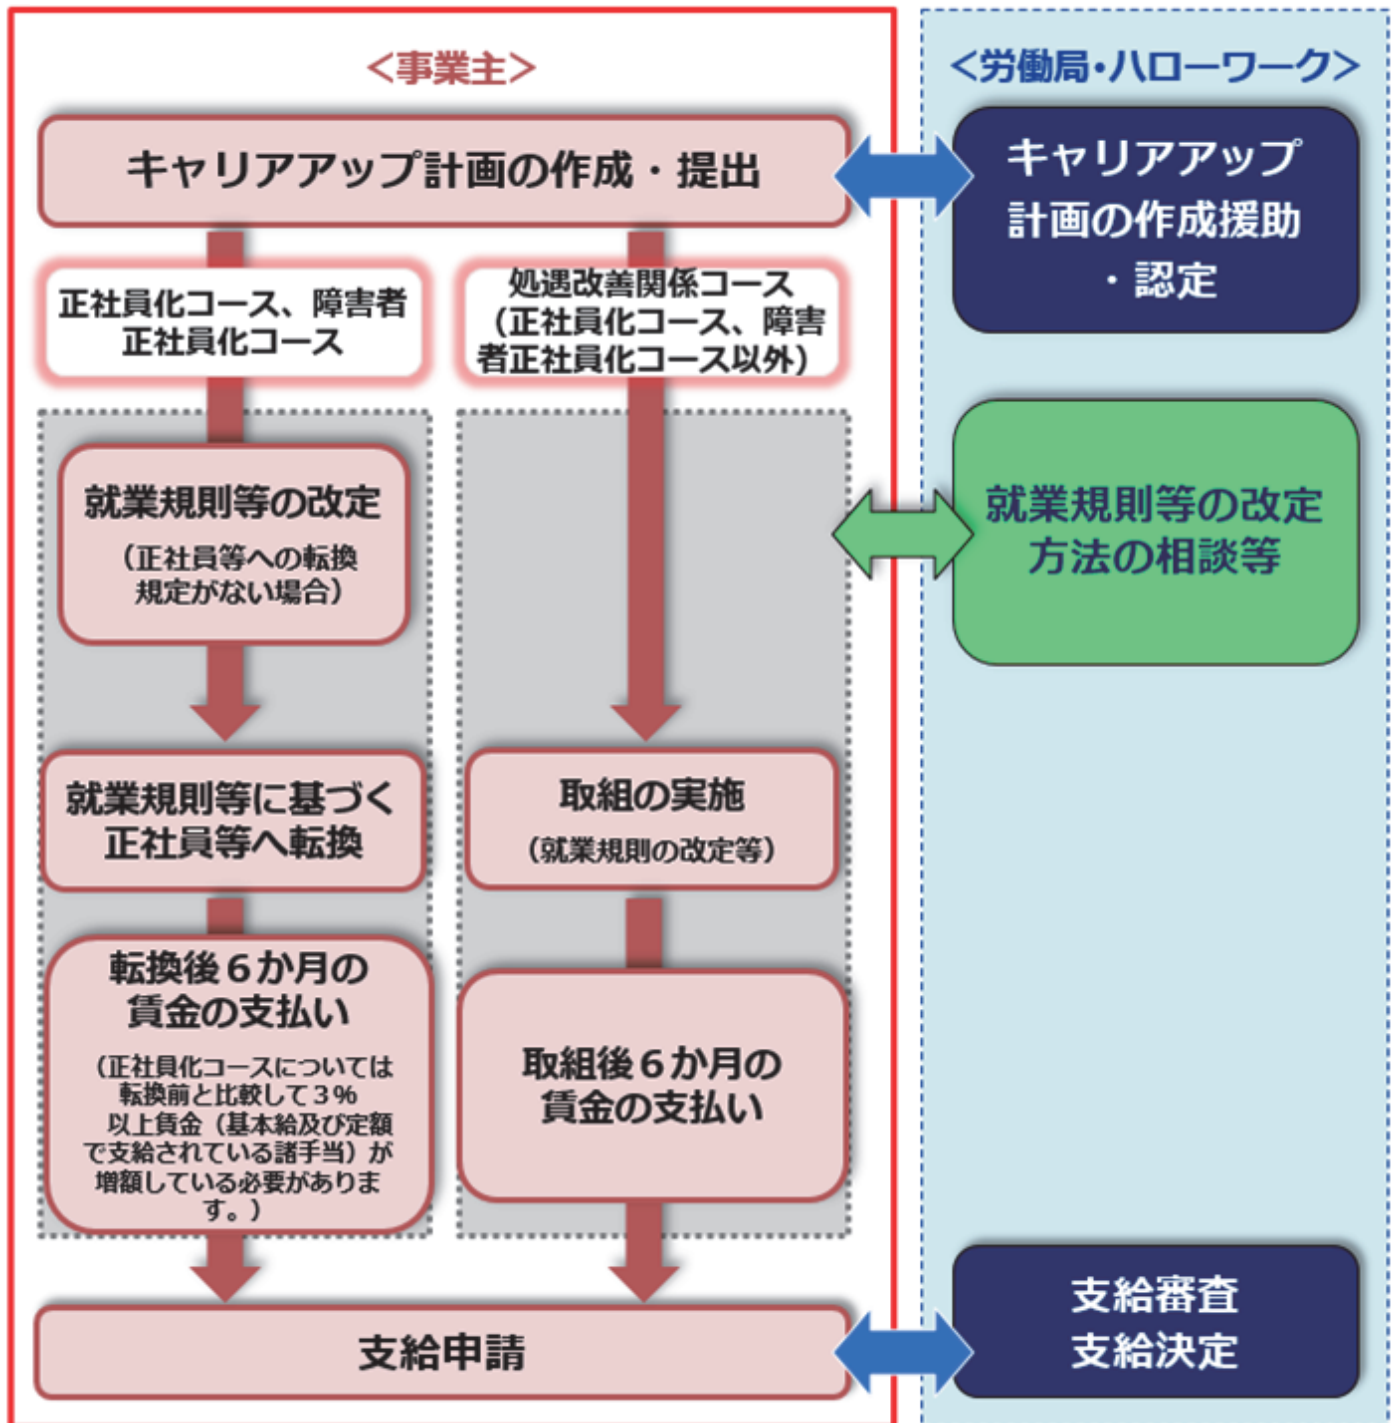 <事業主>
キャリアアップ計画の作成・提出
正社員化コース、障害者
正社員化コース
処遇改善関係コース
（正社員化コース、障害
者正社員化コース以外）
就業規則等の改定
（正社員等への転換
規定がない場合）
就業規則等に基づく
正社員等へ転換
転換後６か月の
賃金の支払い
（正社員化コースについては
転換前と比較して３％
以上賃金（基本給及び定額
で支給されている諸手当）が
増額している必要がありま
す。）
取組の実施
（就業規則の改定等）
取組後６か月の
賃金の支払い
支給申請
<労働局・ハローワーク>
キャリアアップ
計画の作成援助
・認定
就業規則等の改定
方法の相談等
支給審査
支給決定